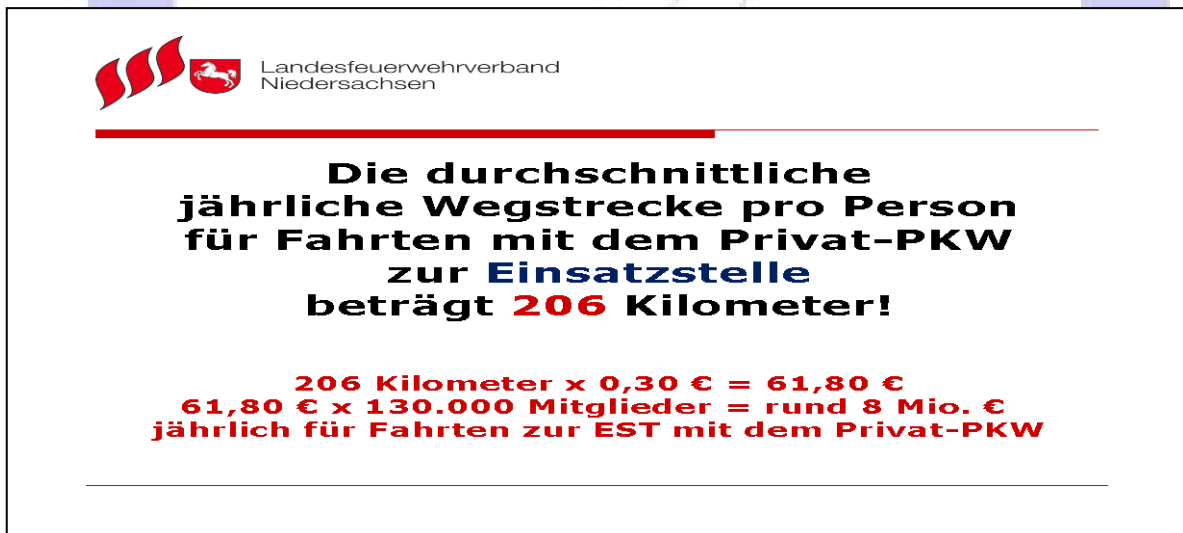 Landesfeuerwehrverband
Niedersachsen
Die durchschnittliche
jährliche Wegstrecke pro Person
für Fahrten mit dem Privat-PKW
zur Einsatzstelle
beträgt 206 Kilometer!
206 Kilometer x 0,30 € = 61,80 €
61,80 € x 130.000 Mitglieder = rund 8 Mio. €
jährlich für Fahrten zur EST mit dem Privat-PKW